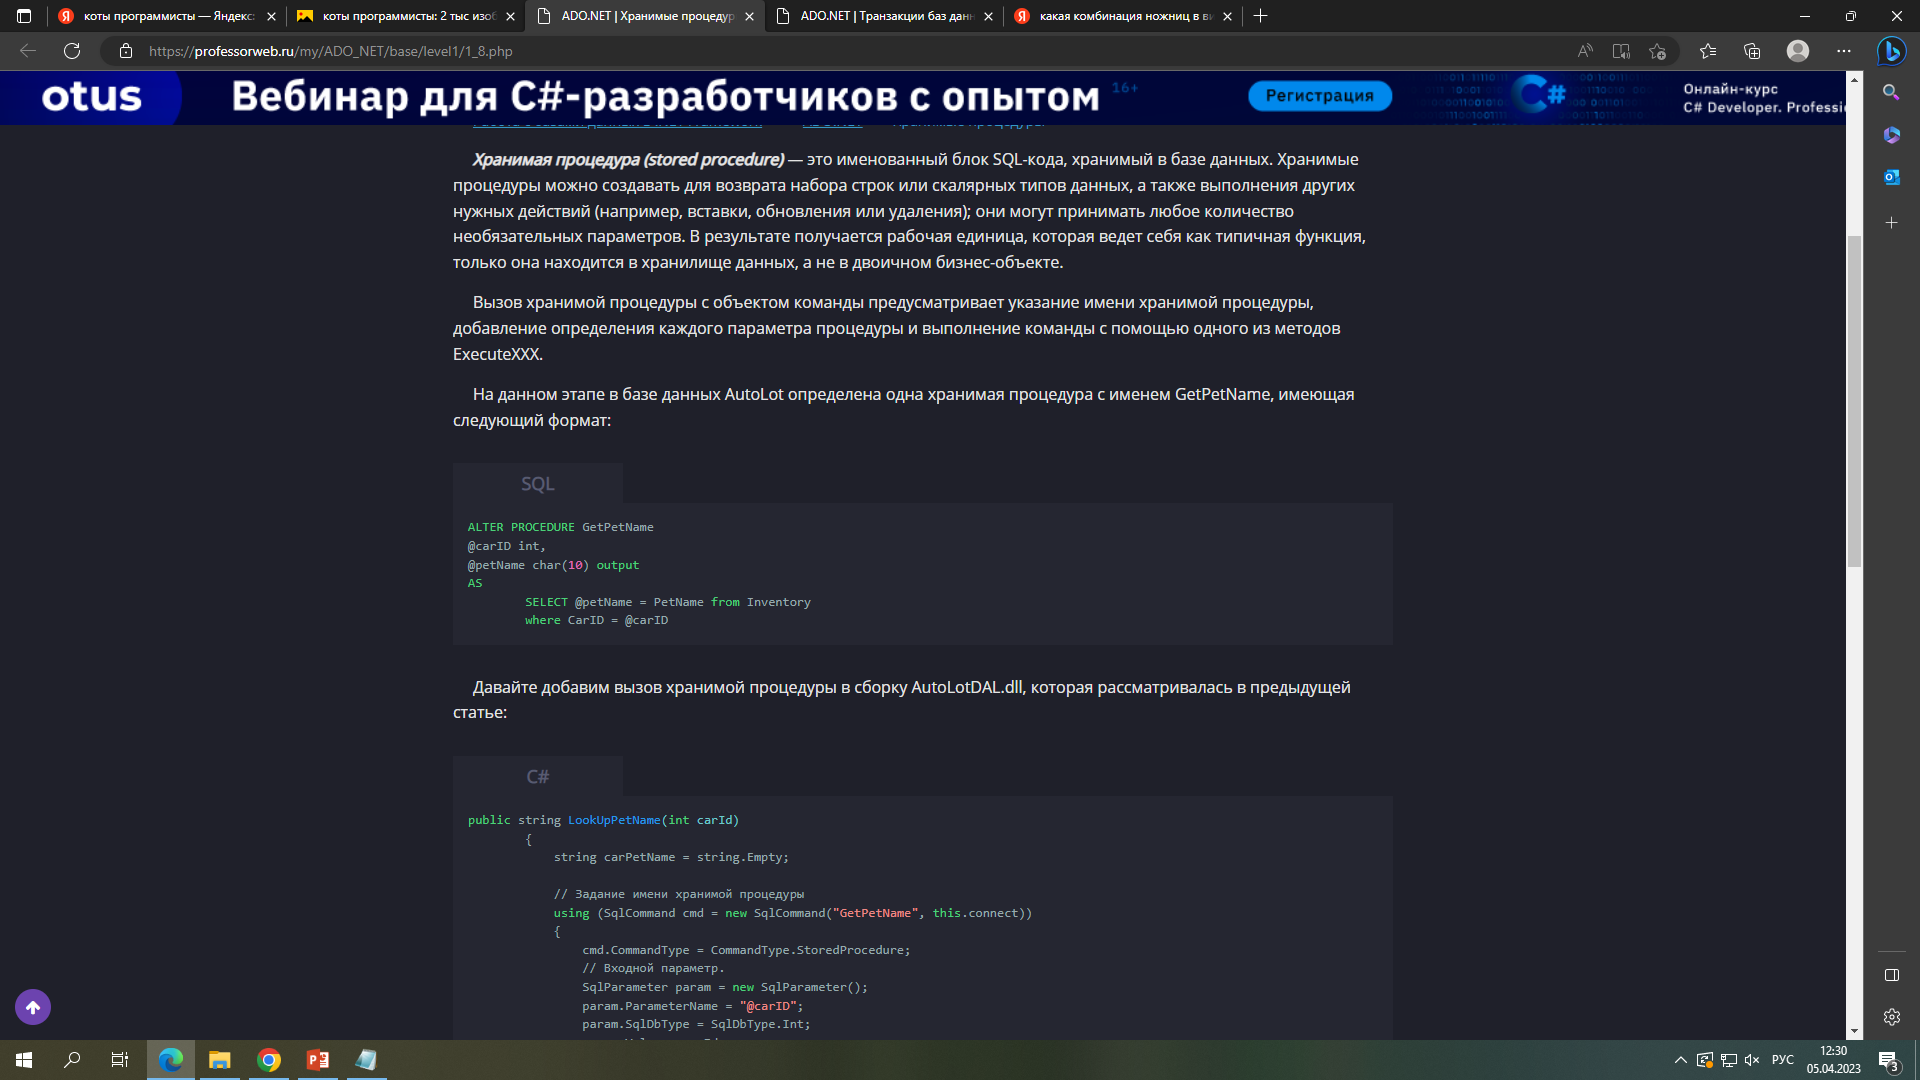 коты программисты — Яндекс:
коты программисты: 2 тыс изоб
ADO.NET | Хранимые процедур
ADO.NET | Транзакции баз данн
какая комбинация ножниц в ви
https://professorweb.ru/my/ADO_NET/base/level1/1_8.php
otus
Вебинар для C#-разработчиков с опытом
16+
Регистрация
C#
Онлайн-курс
C# Developer. Professio
Хранимая процедура (stored procedure) — это именованный блок SQL-кода, хранимый в базе данных. Хранимые
процедуры можно создавать для возврата набора строк или скалярных типов данных, а также выполнения других
нужных действий (например, вставки, обновления или удаления); они могут принимать любое количество
необязательных параметров. В результате получается рабочая единица, которая ведет себя как типичная функция,
только она находится в хранилище данных, а не в двоичном бизнес-объекте.
Вызов хранимой процедуры с объектом команды предусматривает указание имени хранимой процедуры,
добавление определения каждого параметра процедуры и выполнение команды с помощью одного из методов
ExecuteXXX.
На данном этапе в базе данных AutoLot определена одна хранимая процедура с именем GetPetName, имеющая
следующий формат:
SQL
ALTER PROCEDURE GetPetName
@carID int,
@petName char(10) output
AS
SELECT @petName = PetName from Inventory
where CarID = @carID
Давайте добавим вызов хранимой процедуры в сборку AutoLotDAL.dll, которая рассматривалась в предыдущей
статье:
C#
public string LookUpPetName(int carId)
{
string carPetName = string.Empty;
// Задание имени хранимой процедуры
using (SqlCommand cmd = new SqlCommand("GetPetName", this.connect))
{
cmd.CommandType = CommandType.StoredProcedure;
// Входной параметр.
SqlParameter param = new SqlParameter();
param.ParameterName = "@carID";
param.SqlDbType = SqlDbType.Int;
РУС
12:30
05.04.2023
3